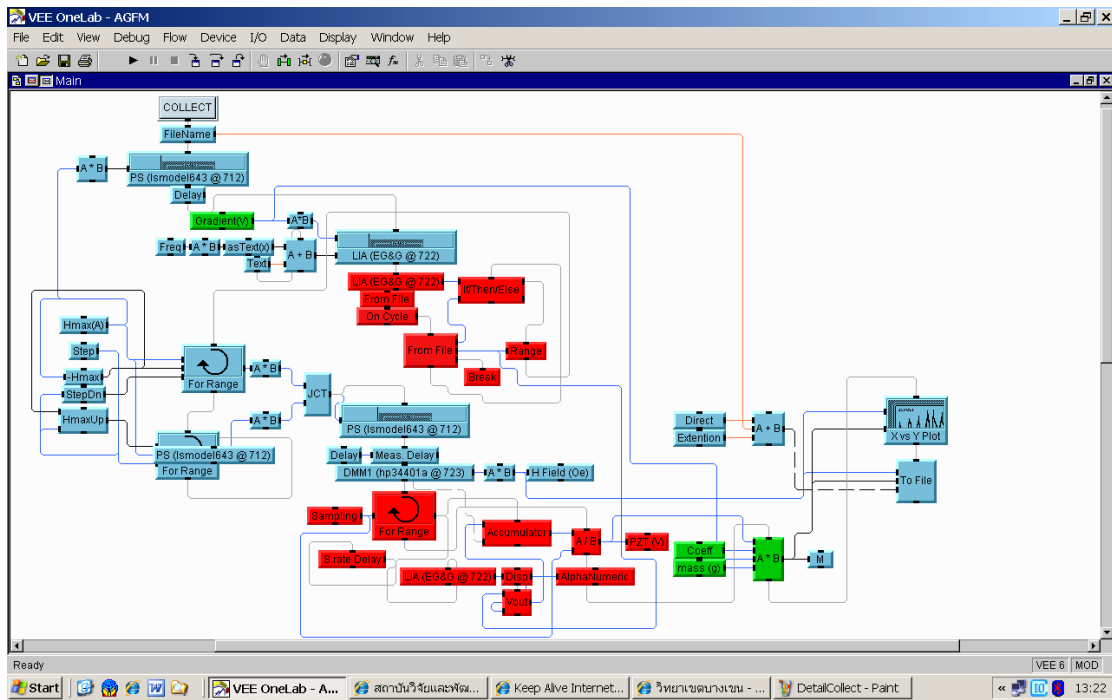 VEE OneLab - AGFM
File Edit View Debug Flow Device I/O Data Display Window Help
Main
COLLECT
FileName
A * B
PS (lsmodel643 @ 712)
Delay
Gradient(V)
A*B
Freq
A * B
asText(x)
Text
A + B
LIA (EG&G @ 722)
LIA (EG&G @ 722)
From File
On Cycle
If/Then/Else
From File
Range
Break
Hmax(A)
Step
-Hmax
StepDn
HmaxUp
For Range
A * B
PS (lsmodel643 @ 712)
For Range
A * B
JCT
PS (lsmodel643 @ 712)
Delay
Meas. Delay
DMM1 (hp34401a @ 723)
A * B
H Field (Oe)
Direct
Extention
A + B
X vs Y Plot
To File
Sampling
For Range
Accumulator
A / B
PZT (V)
S.rate Delay
LIA (EG&G @ 722)
Disp
AlphaNumeric
Vout
Coeff
mass (g)
A * B
M
Ready
VEE 6 MOD
Start
VEE OneLab - A...
สถาบันวิจัยและพัฒ...
Keep Alive Internet...
วิทยาเขตบางเขน - ...
DetailCollect - Paint
« 13:22